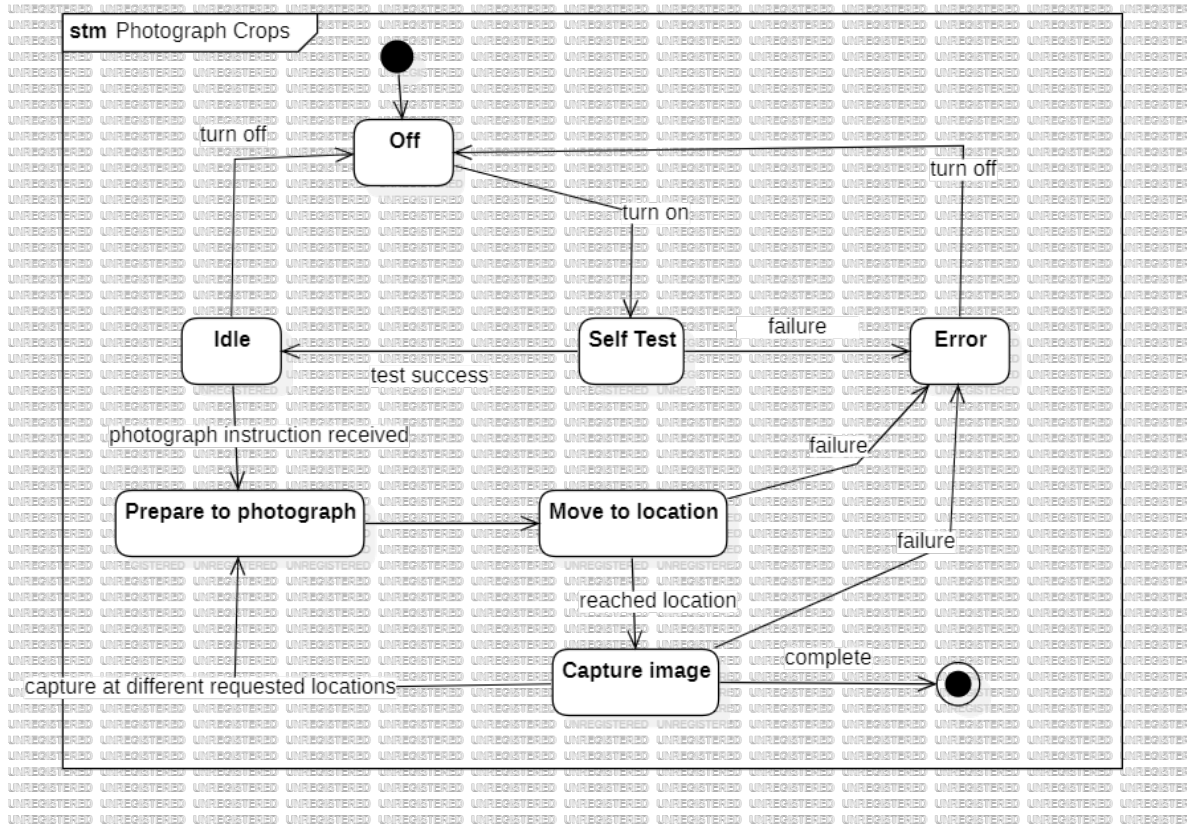 stm Photograph Crops
turn off
Off
turn off
turn on
Idle
Self Test
failure
Error
test success
photograph instruction received
failure
Prepare to photograph
Move to location
failure
reached location
Capture image
complete
capture at different requested locations
UNREGISTERED